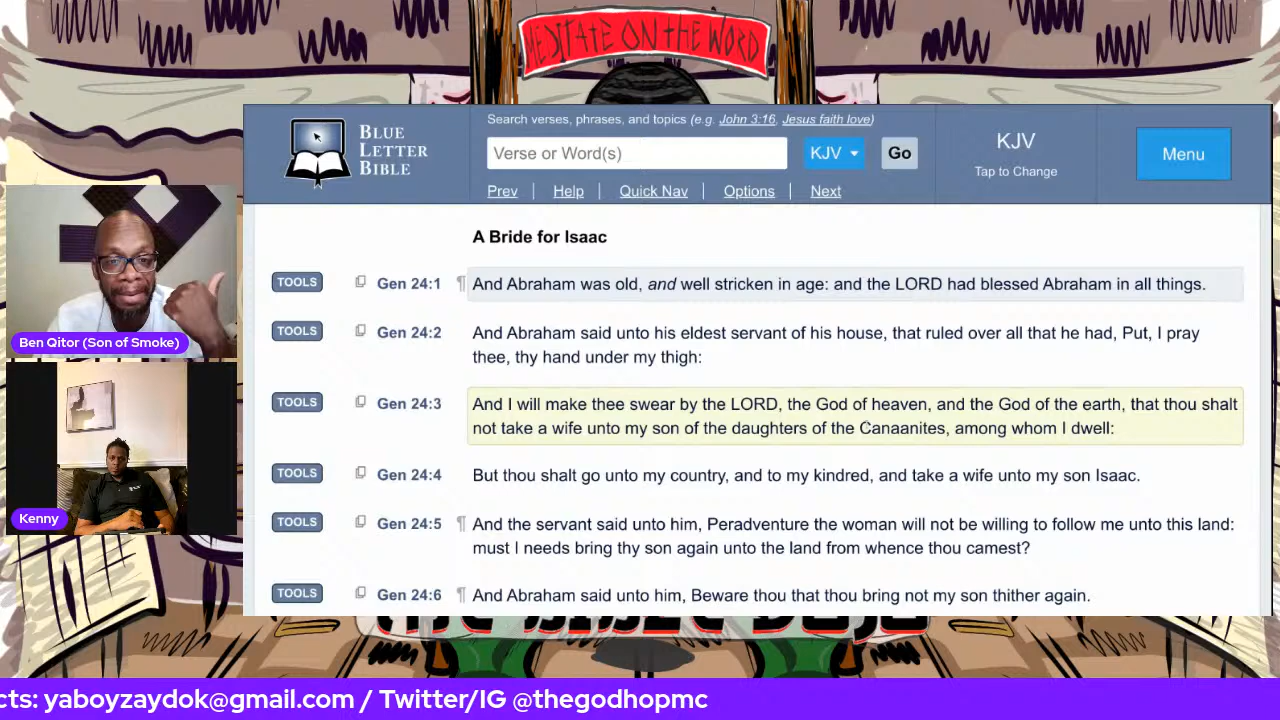 MEDITATE ON THE WORD
BLUE
LETTER
BIBLE
Search verses, phrases, and topics (e.g. John 3:16, Jesus faith love)
Verse or Word(s)
KJV
Go
Prev | Help | Quick Nav | Options | Next
KJV
Tap to Change
Menu
A Bride for Isaac
TOOLS Gen 24:1 ¶ And Abraham was old, and well stricken in age: and the LORD had blessed Abraham in all things.
TOOLS Gen 24:2 And Abraham said unto his eldest servant of his house, that ruled over all that he had, Put, I pray
thee, thy hand under my thigh:
TOOLS Gen 24:3 And I will make thee swear by the LORD, the God of heaven, and the God of the earth, that thou shalt
not take a wife unto my son of the daughters of the Canaanites, among whom I dwell:
TOOLS Gen 24:4 But thou shalt go unto my country, and to my kindred, and take a wife unto my son Isaac.
TOOLS Gen 24:5 ¶ And the servant said unto him, Peradventure the woman will not be willing to follow me unto this land:
must I needs bring thy son again unto the land from whence thou camest?
TOOLS Gen 24:6 ¶ And Abraham said unto him, Beware thou that thou bring not my son thither again.
Ben Qitor (Son of Smoke)
Kenny
cts: yaboyzaydok@gmail.com / Twitter/IG @thegodhopmc